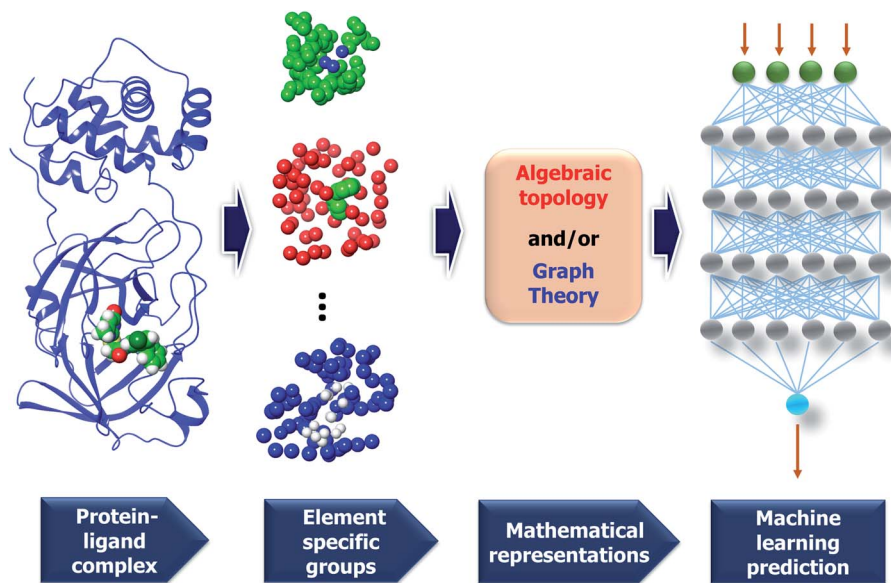 Algebraic
topology
and/or
Graph
Theory
Protein-
ligand
complex
Element
specific
groups
Mathematical
representations
Machine
learning
prediction